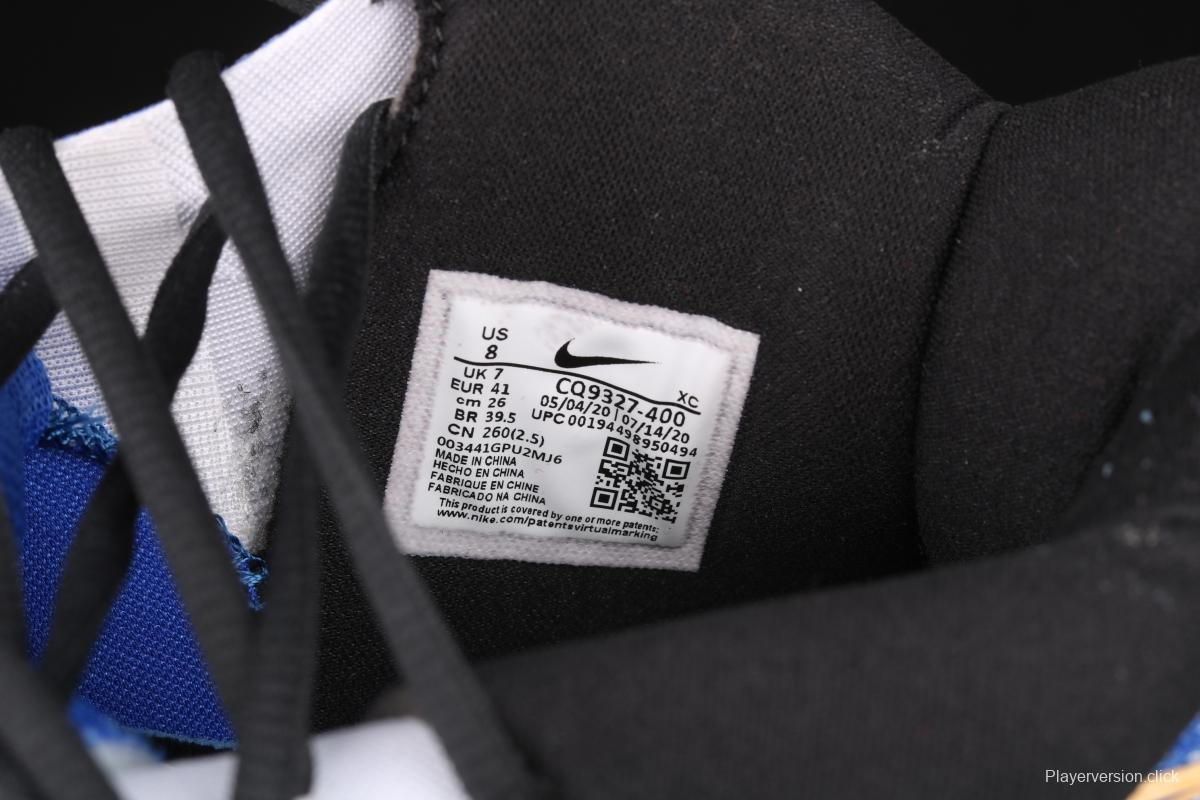 US
8
UK 7
EUR 41
cm 26
BR 39.5
CN 260(2.5)
XC
CQ9327-400
05/04/20|07/14/20
UPC 00194498950494
003441GPU2MJ6
MADE IN CHINA
HECHO EN CHINA
FABRIQUE EN CHINE
FABRICADO NA CHINA
This product is covered by one or more patents:
www.nike.com/patentsvirtualmarking
Playerversion.click